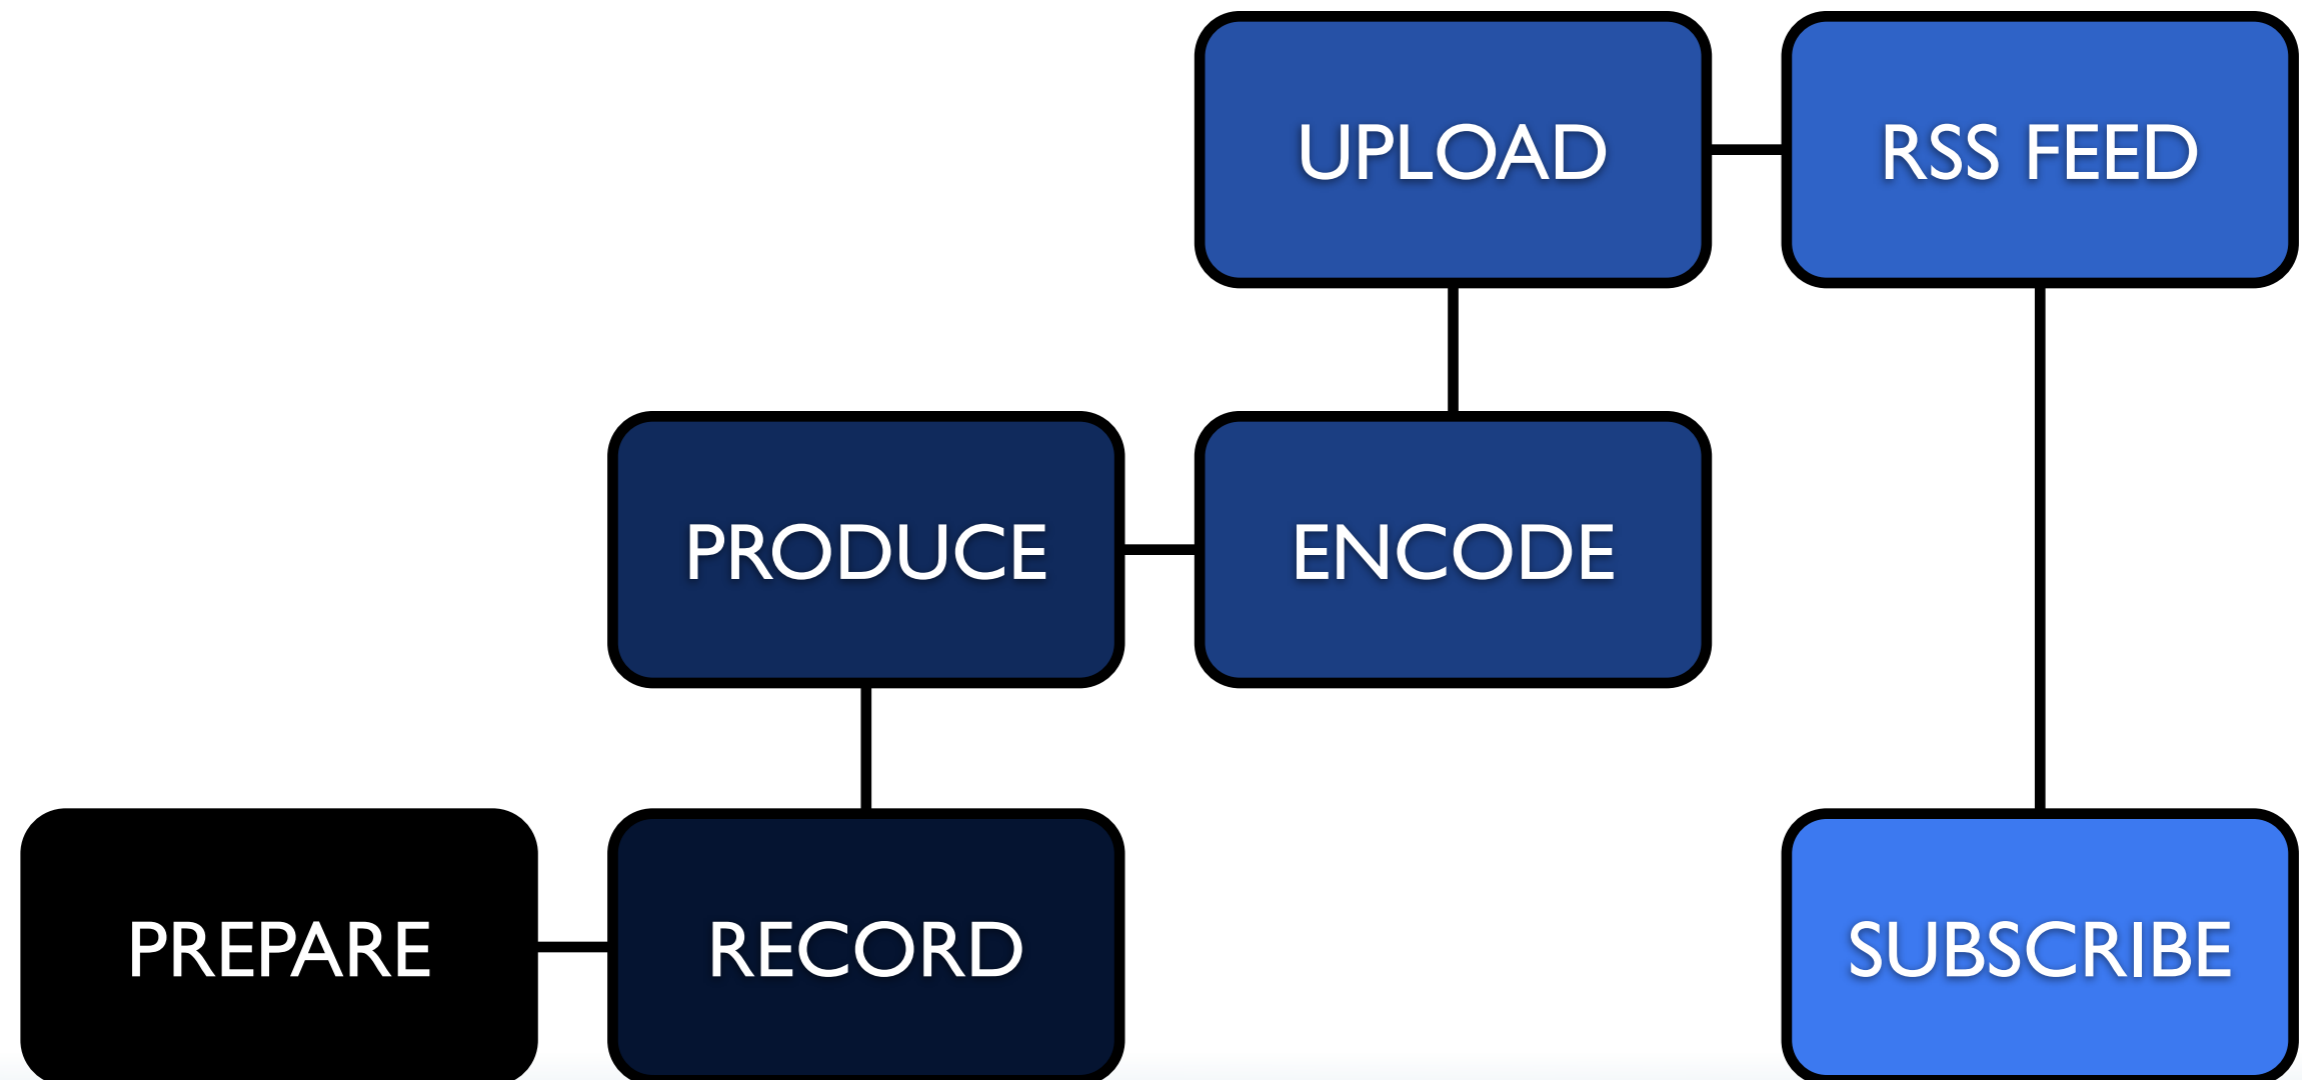 UPLOAD
RSS FEED
PRODUCE
ENCODE
PREPARE
RECORD
SUBSCRIBE